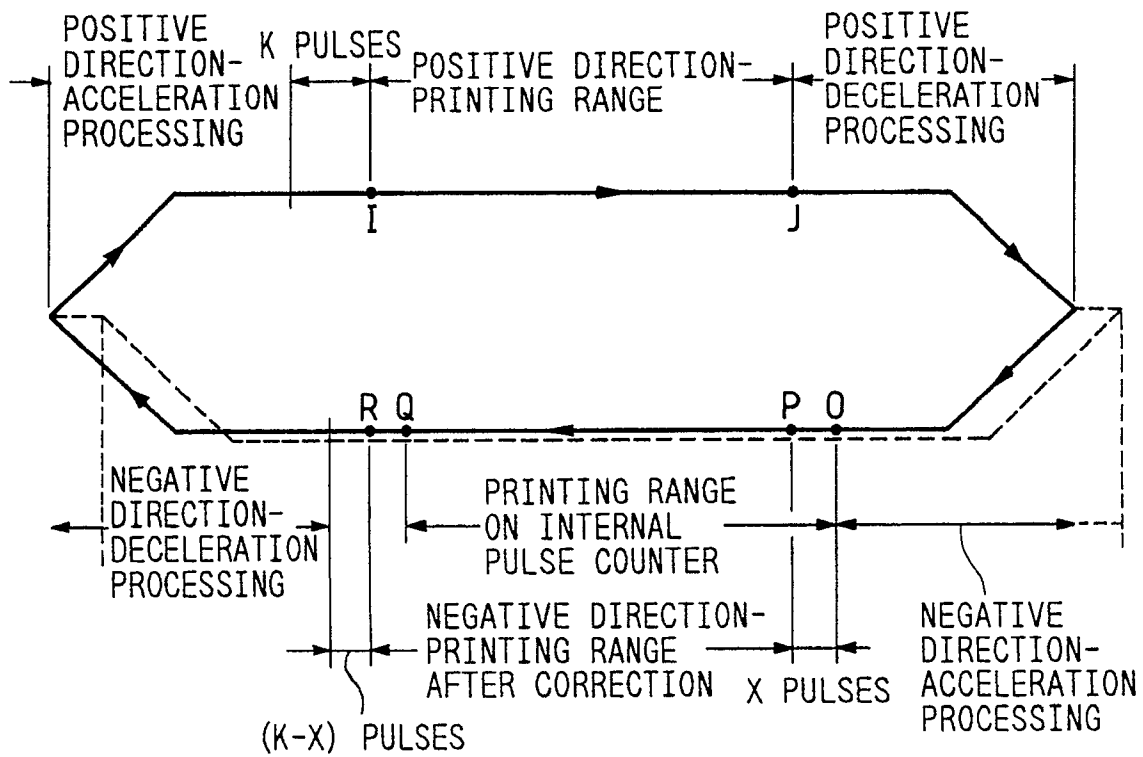 POSITIVE
DIRECTION-
ACCELERATION
PROCESSING
K PULSES
POSITIVE DIRECTION-
PRINTING RANGE
POSITIVE
DIRECTION-
DECELERATION
PROCESSING
I
J
R Q
P O
NEGATIVE
DIRECTION-
DECELERATION
PROCESSING
PRINTING RANGE
ON INTERNAL
PULSE COUNTER
NEGATIVE DIRECTION-
PRINTING RANGE
AFTER CORRECTION
X PULSES
NEGATIVE
DIRECTION-
ACCELERATION
PROCESSING
(K-X) PULSES